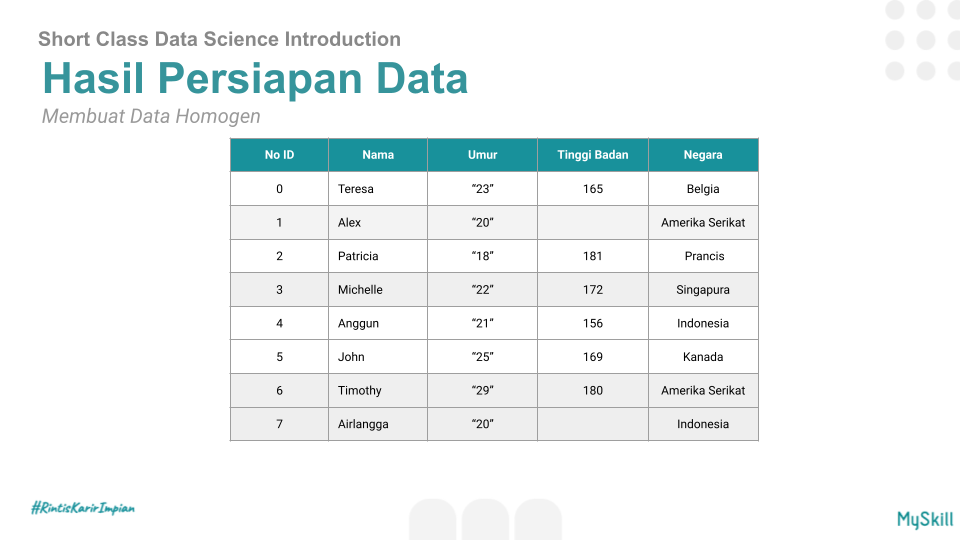 Short Class Data Science Introduction
Hasil Persiapan Data
Membuat Data Homogen
No ID Nama Umur Tinggi Badan Negara
0 Teresa “23” 165 Belgia
1 Alex “20” Amerika Serikat
2 Patricia “18” 181 Prancis
3 Michelle “22” 172 Singapura
4 Anggun “21” 156 Indonesia
5 John “25” 169 Kanada
6 Timothy “29” 180 Amerika Serikat
7 Airlangga “20” Indonesia
#RintisKarirImpian
MySkill